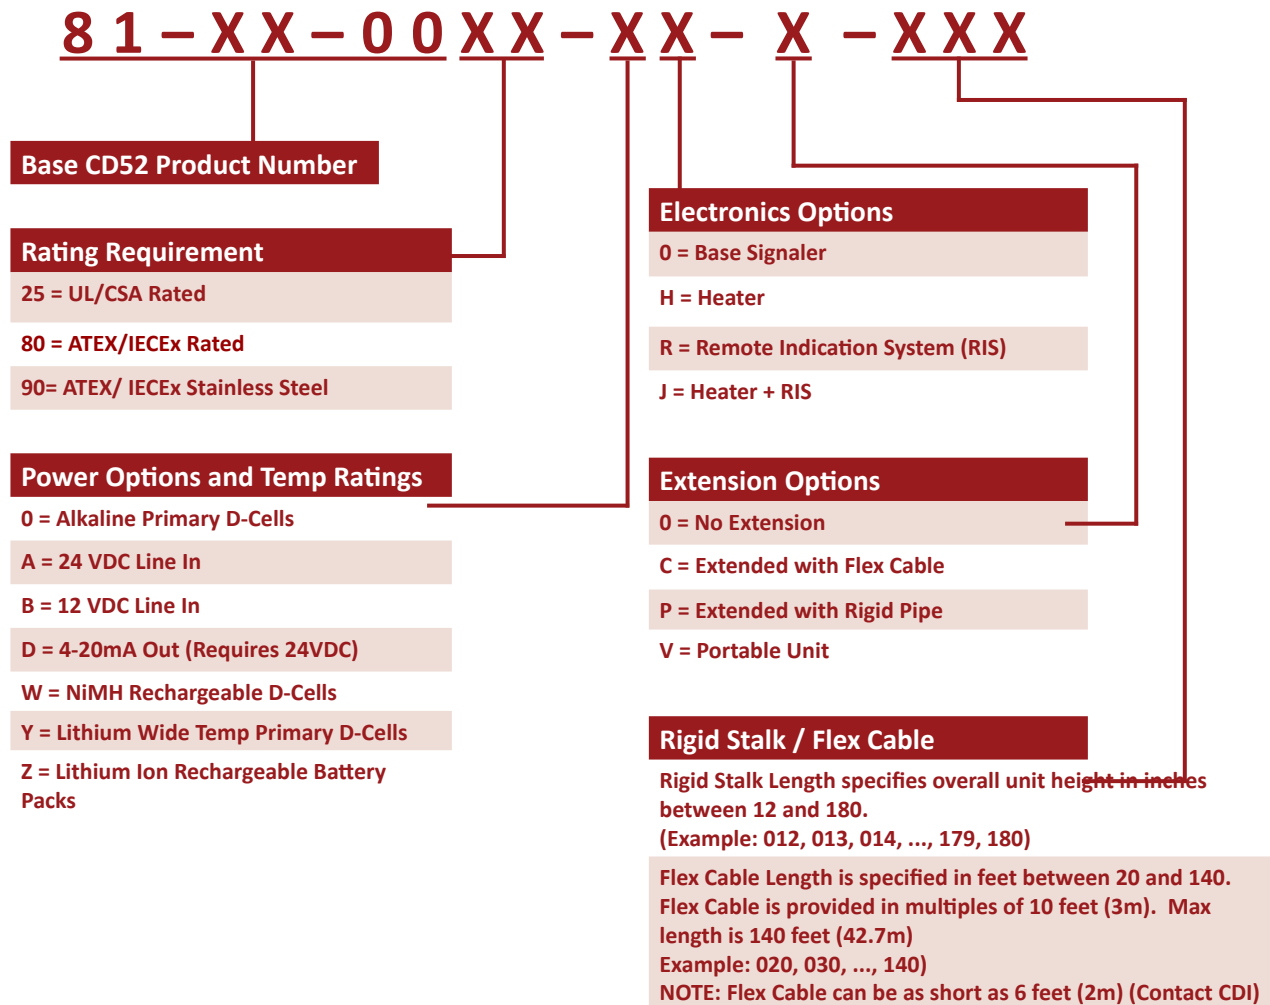 81-XX-00XX-XX-X-XXX
Base CD52 Product Number
Rating Requirement
25 = UL/CSA Rated
80 = ATEX/IECEx Rated
90= ATEX/ IECEx Stainless Steel
Power Options and Temp Ratings
0 = Alkaline Primary D-Cells
A = 24 VDC Line In
B = 12 VDC Line In
D = 4-20mA Out (Requires 24VDC)
W = NiMH Rechargeable D-Cells
Y = Lithium Wide Temp Primary D-Cells
Z = Lithium Ion Rechargeable Battery
Packs
Electronics Options
0 = Base Signaler
H = Heater
R = Remote Indication System (RIS)
J = Heater + RIS
Extension Options
0 = No Extension
C = Extended with Flex Cable
P = Extended with Rigid Pipe
V = Portable Unit
Rigid Stalk / Flex Cable
Rigid Stalk Length specifies overall unit height in inches
between 12 and 180.
(Example: 012, 013, 014, ..., 179, 180)
Flex Cable Length is specified in feet between 20 and 140.
Flex Cable is provided in multiples of 10 feet (3m).  Max
length is 140 feet (42.7m)
Example: 020, 030, ..., 140)
NOTE: Flex Cable can be as short as 6 feet (2m) (Contact CDI)